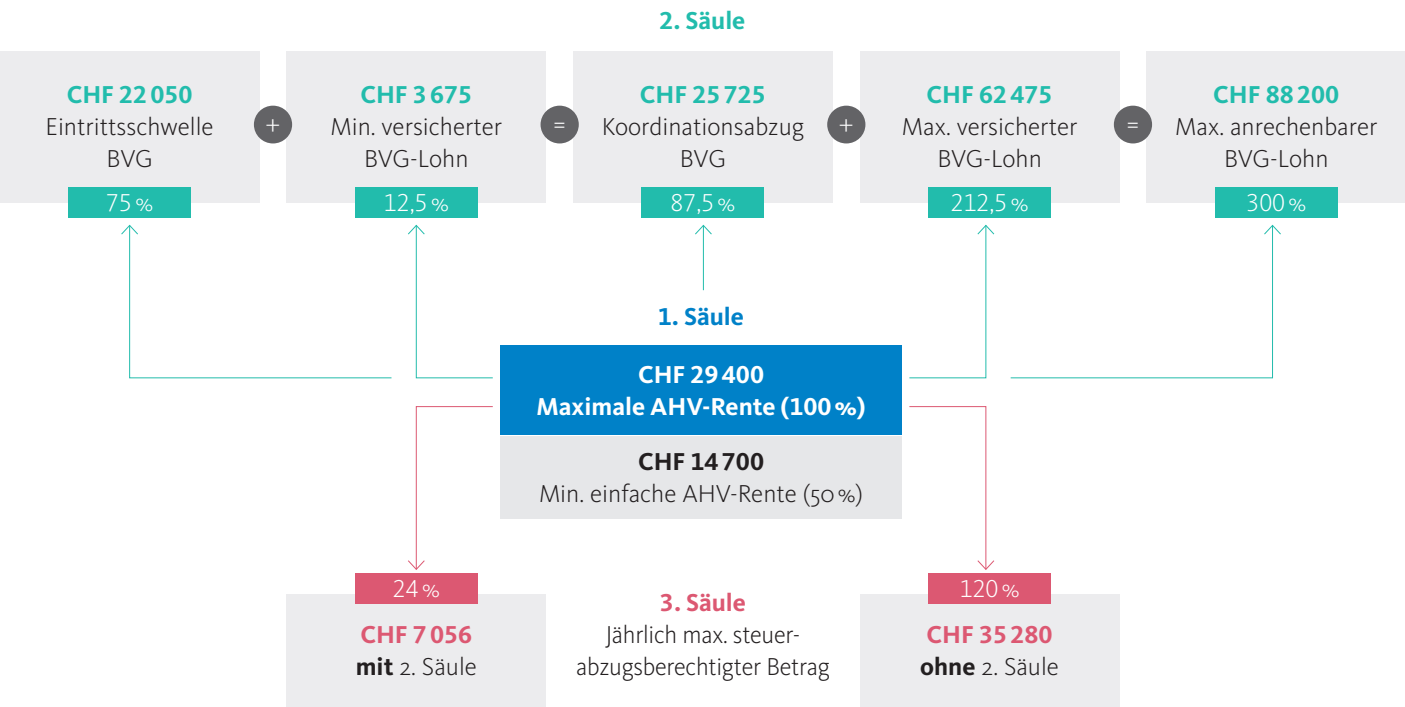 2. Säule
CHF 22 050
Eintrittsschwelle
BVG
75 %
+
CHF 3 675
Min. versicherter
BVG-Lohn
12,5 %
=
CHF 25 725
Koordinationsabzug
BVG
87,5 %
+
CHF 62 475
Max. versicherter
BVG-Lohn
212,5 %
=
CHF 88 200
Max. anrechenbarer
BVG-Lohn
300 %
1. Säule
CHF 29 400
Maximale AHV-Rente (100 %)
CHF 14 700
Min. einfache AHV-Rente (50 %)
24 %
CHF 7 056
mit 2. Säule
3. Säule
Jährlich max. steuer-
abzugsberechtigter Betrag
120 %
CHF 35 280
ohne 2. Säule